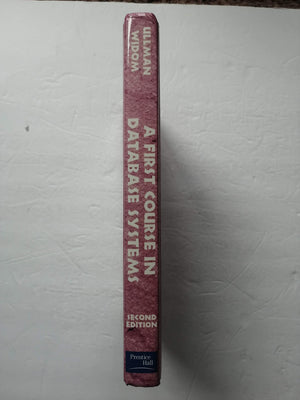 ULLMAN
WIDOM
A FIRST COURSE IN
DATABASE SYSTEMS
SECOND
EDITION
Prentice
Hall